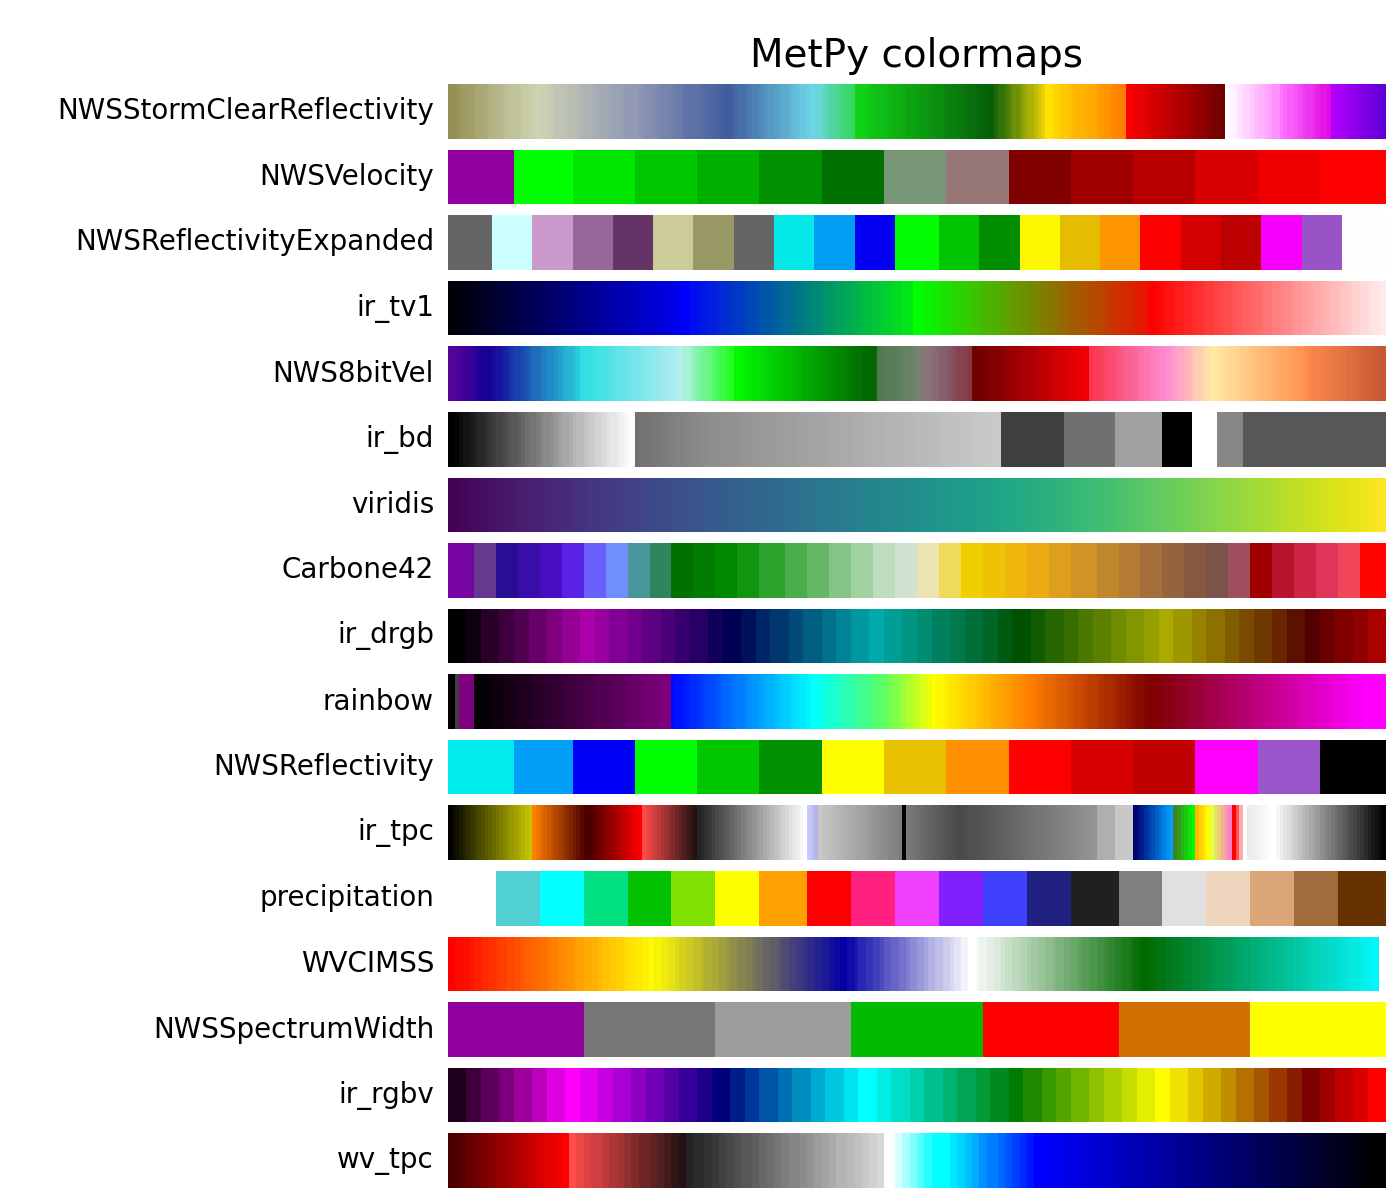 MetPy colormaps
NWSStormClearReflectivity
NWSVelocity
NWSReflectivityExpanded
ir_tv1
NWS8bitVel
ir_bd
viridis
Carbone42
ir_drgb
rainbow
NWSReflectivity
ir_tpc
precipitation
WVCIMSS
NWSSpectrumWidth
ir_rgbv
wv_tpc